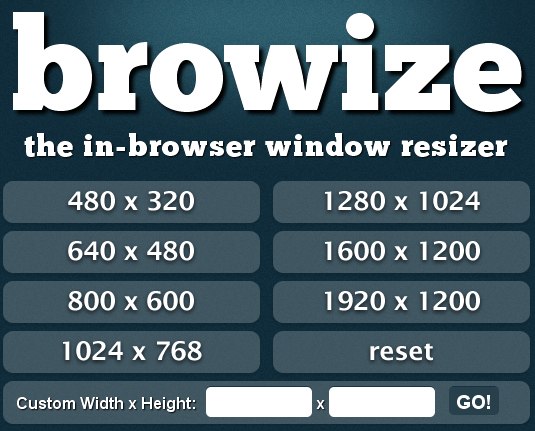 browize
the in-browser window resizer
480 x 320
1280 x 1024
640 x 480
1600 x 1200
800 x 600
1920 x 1200
1024 x 768
reset
Custom Width x Height: x GO!